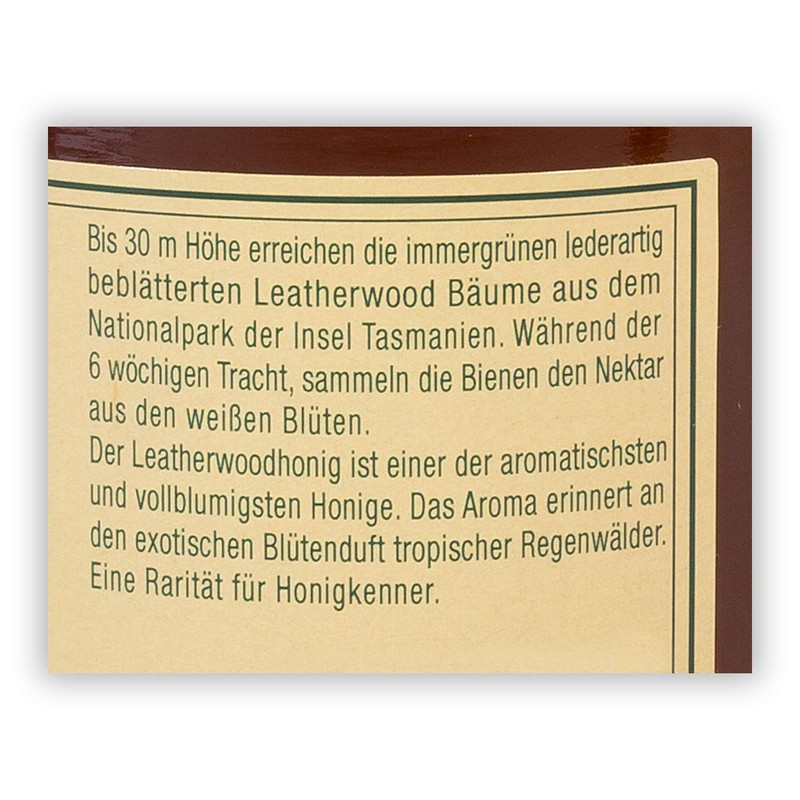 Bis 30 m Höhe erreichen die immergrünen lederartig
beblätterten Leatherwood Bäume aus dem
Nationalpark der Insel Tasmanien. Während der
6 wöchigen Tracht, sammeln die Bienen den Nektar
aus den weißen Blüten.
Der Leatherwoodhonig ist einer der aromatischsten
und vollblumigsten Honige. Das Aroma erinnert an
den exotischen Blütenduft tropischer Regenwälder.
Eine Rarität für Honigkenner.